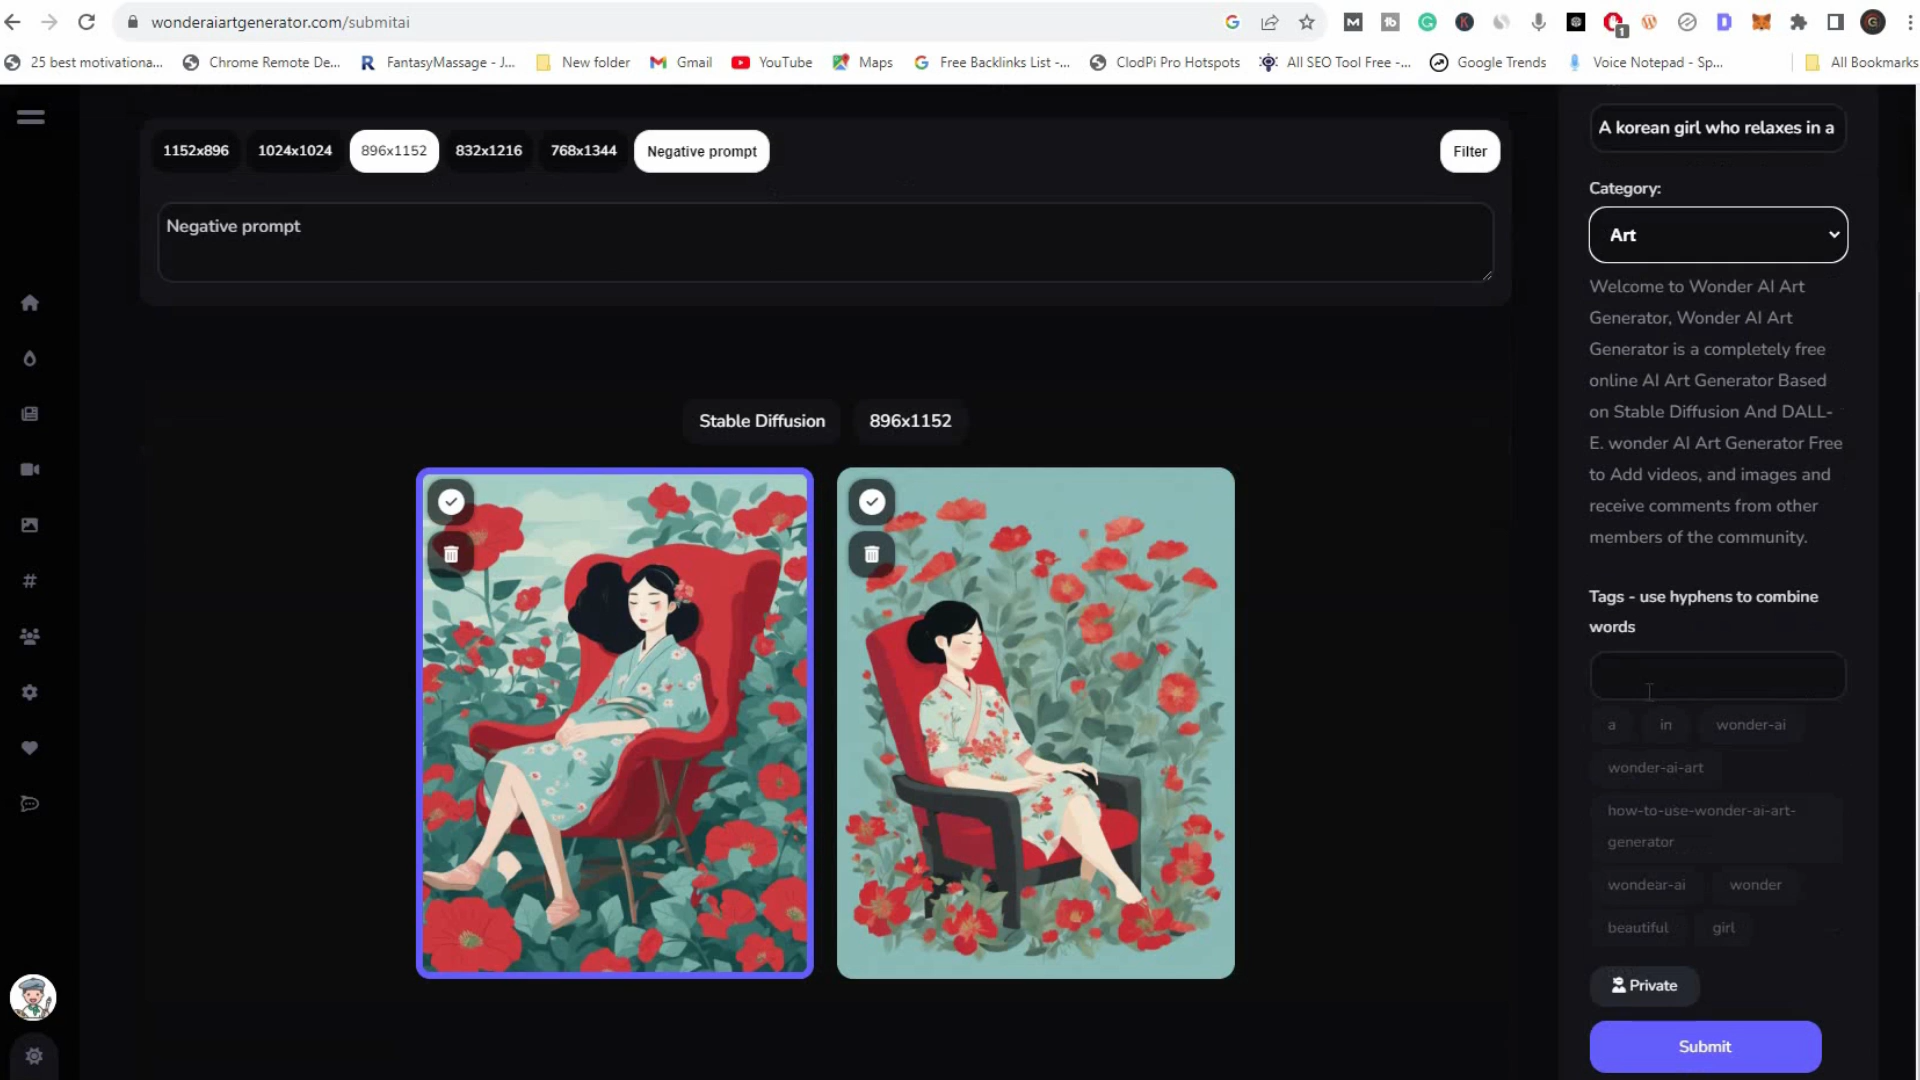 wonderaiartgenerator.com/submitai
1
25 best motivationa...
Chrome Remote De...
FantasyMassage - J...
New folder
Gmail
YouTube
Maps
Free Backlinks List -...
ClodPi Pro Hotspots
All SEO Tool Free -...
Google Trends
Voice Notepad - Sp...
All Bookmarks
1152x896
1024x1024
896x1152
832x1216
768x1344
Negative prompt
Filter
Negative prompt
Stable Diffusion
896x1152
A korean girl who relaxes in a
Category:
Art
Welcome to Wonder AI Art
Generator, Wonder AI Art
Generator is a completely free
online AI Art Generator Based
on Stable Diffusion And DALL-
E. wonder AI Art Generator Free
to Add videos, and images and
receive comments from other
members of the community.
Tags - use hyphens to combine
words
a
in
wonder-ai
wonder-ai-art
how-to-use-wonder-ai-art-
generator
wondear-ai
wonder
beautiful
girl
Private
Submit